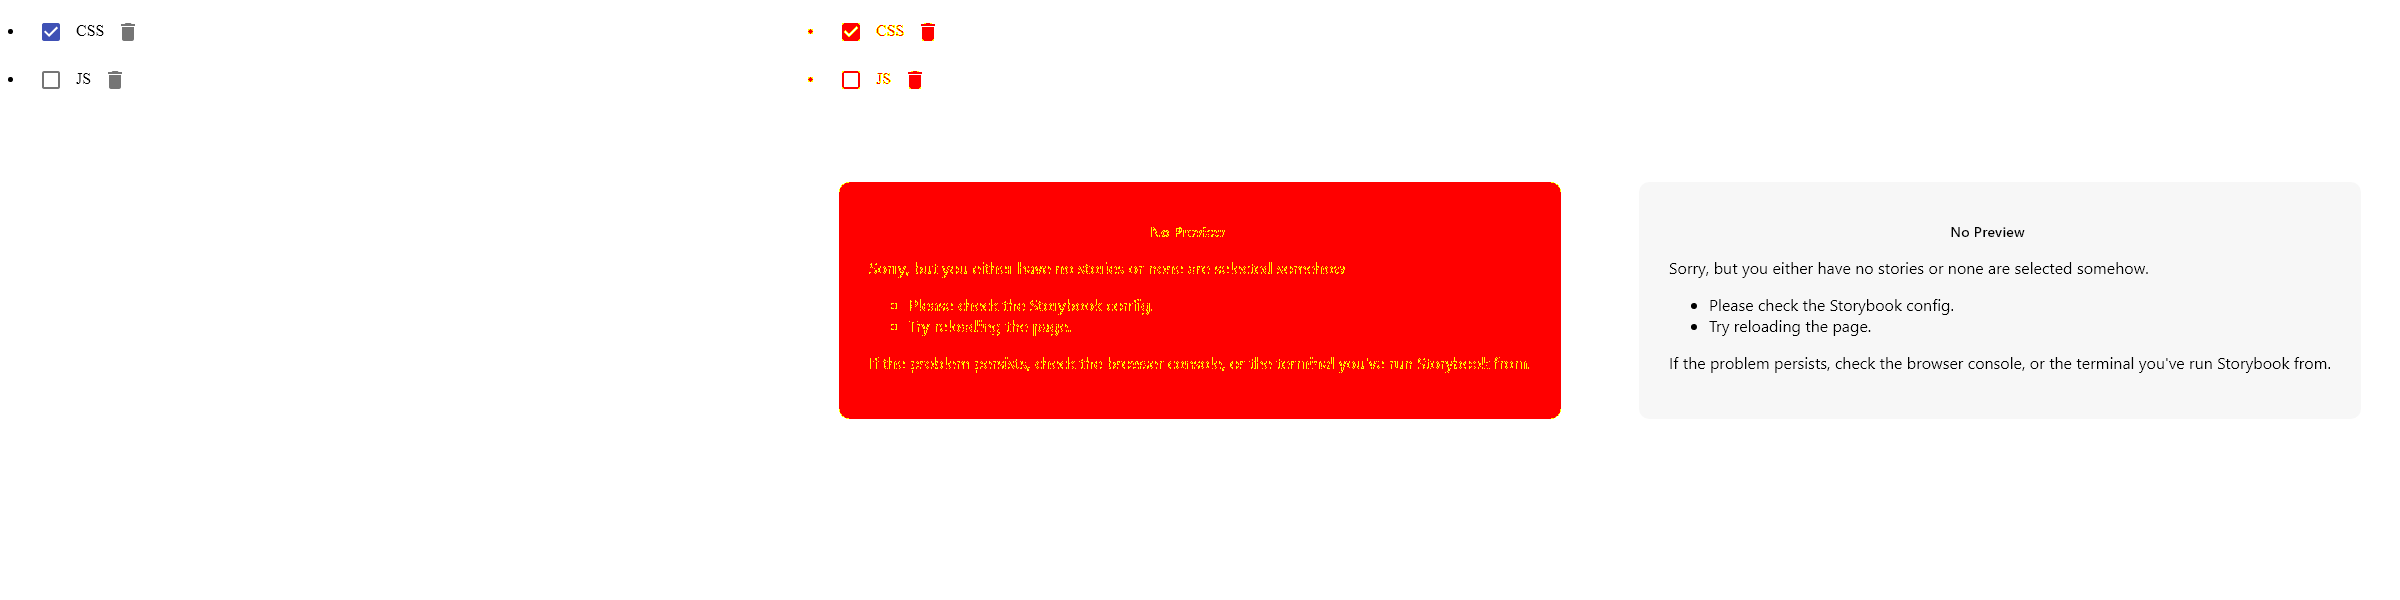 CSS
JS
CSS
JS
No Preview
Sorry, but you either have no stories or none are selected somehow.
Please check the Storybook config.
Try reloading the page.
If the problem persists, check the browser console, or the terminal you've run Storybook from.
No Preview
Sorry, but you either have no stories or none are selected somehow.
Please check the Storybook config.
Try reloading the page.
If the problem persists, check the browser console, or the terminal you've run Storybook from.